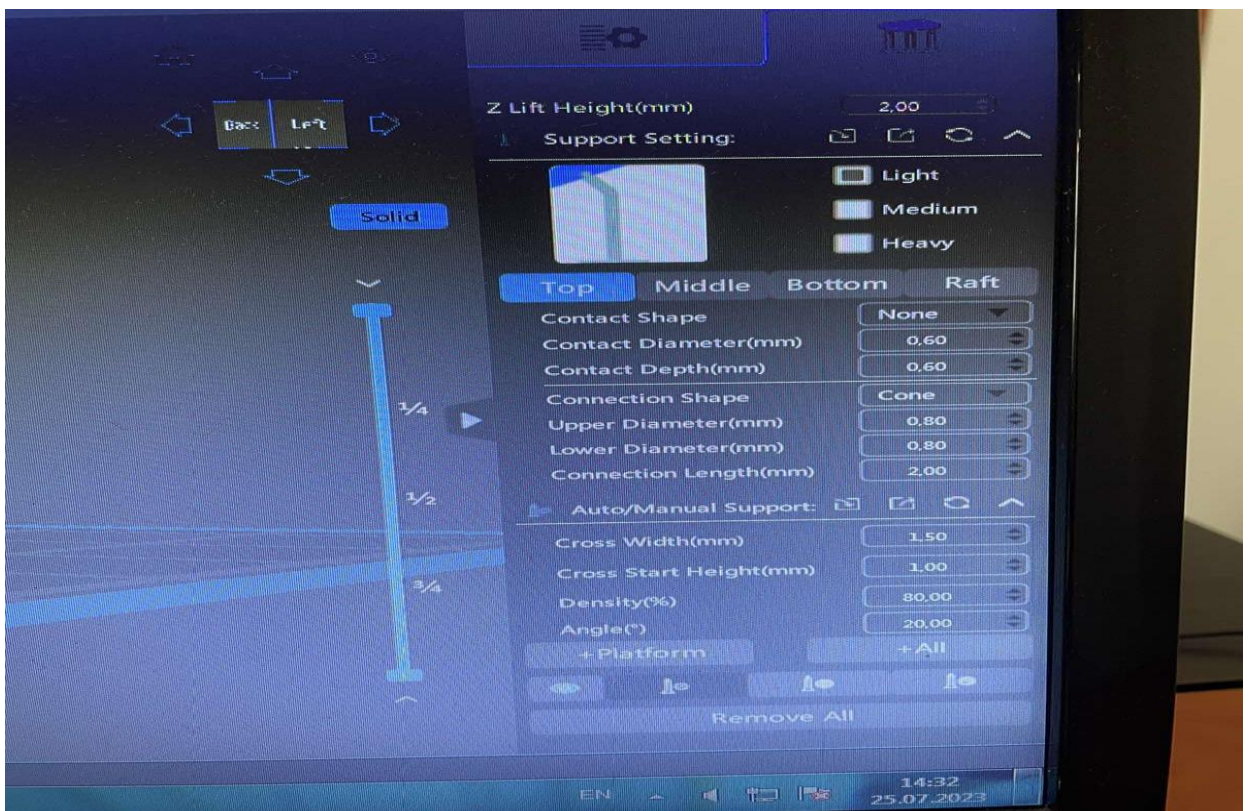 Z Lift Height(mm) 2,00
Back Left
Support Setting:
Light
Solid
Medium
Heavy
Top Middle Bottom Raft
Contact Shape None
Contact Diameter(mm) 0,60
Contact Depth(mm) 0,60
Connection Shape Cone
1/4
Upper Diameter(mm) 0,80
Lower Diameter(mm) 0,80
Connection Length(mm) 2,00
1/2
Auto/Manual Support:
Cross Width(mm) 1,50
Cross Start Height(mm) 1,00
3/4
Density(%) 80,00
Angle(°) 20,00
+Platform +All
Remove All
EN 14:32
25.07.2023